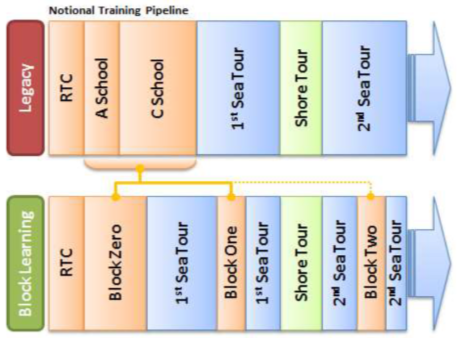 Notional Training Pipeline
Legacy
RTC
A School
C School
1st Sea Tour
Shore Tour
2nd Sea Tour
Block Learning
RTC
Block Zero
1st Sea Tour
Block One
1st Sea Tour
Shore Tour
2nd Sea Tour
Block Two
2nd Sea Tour